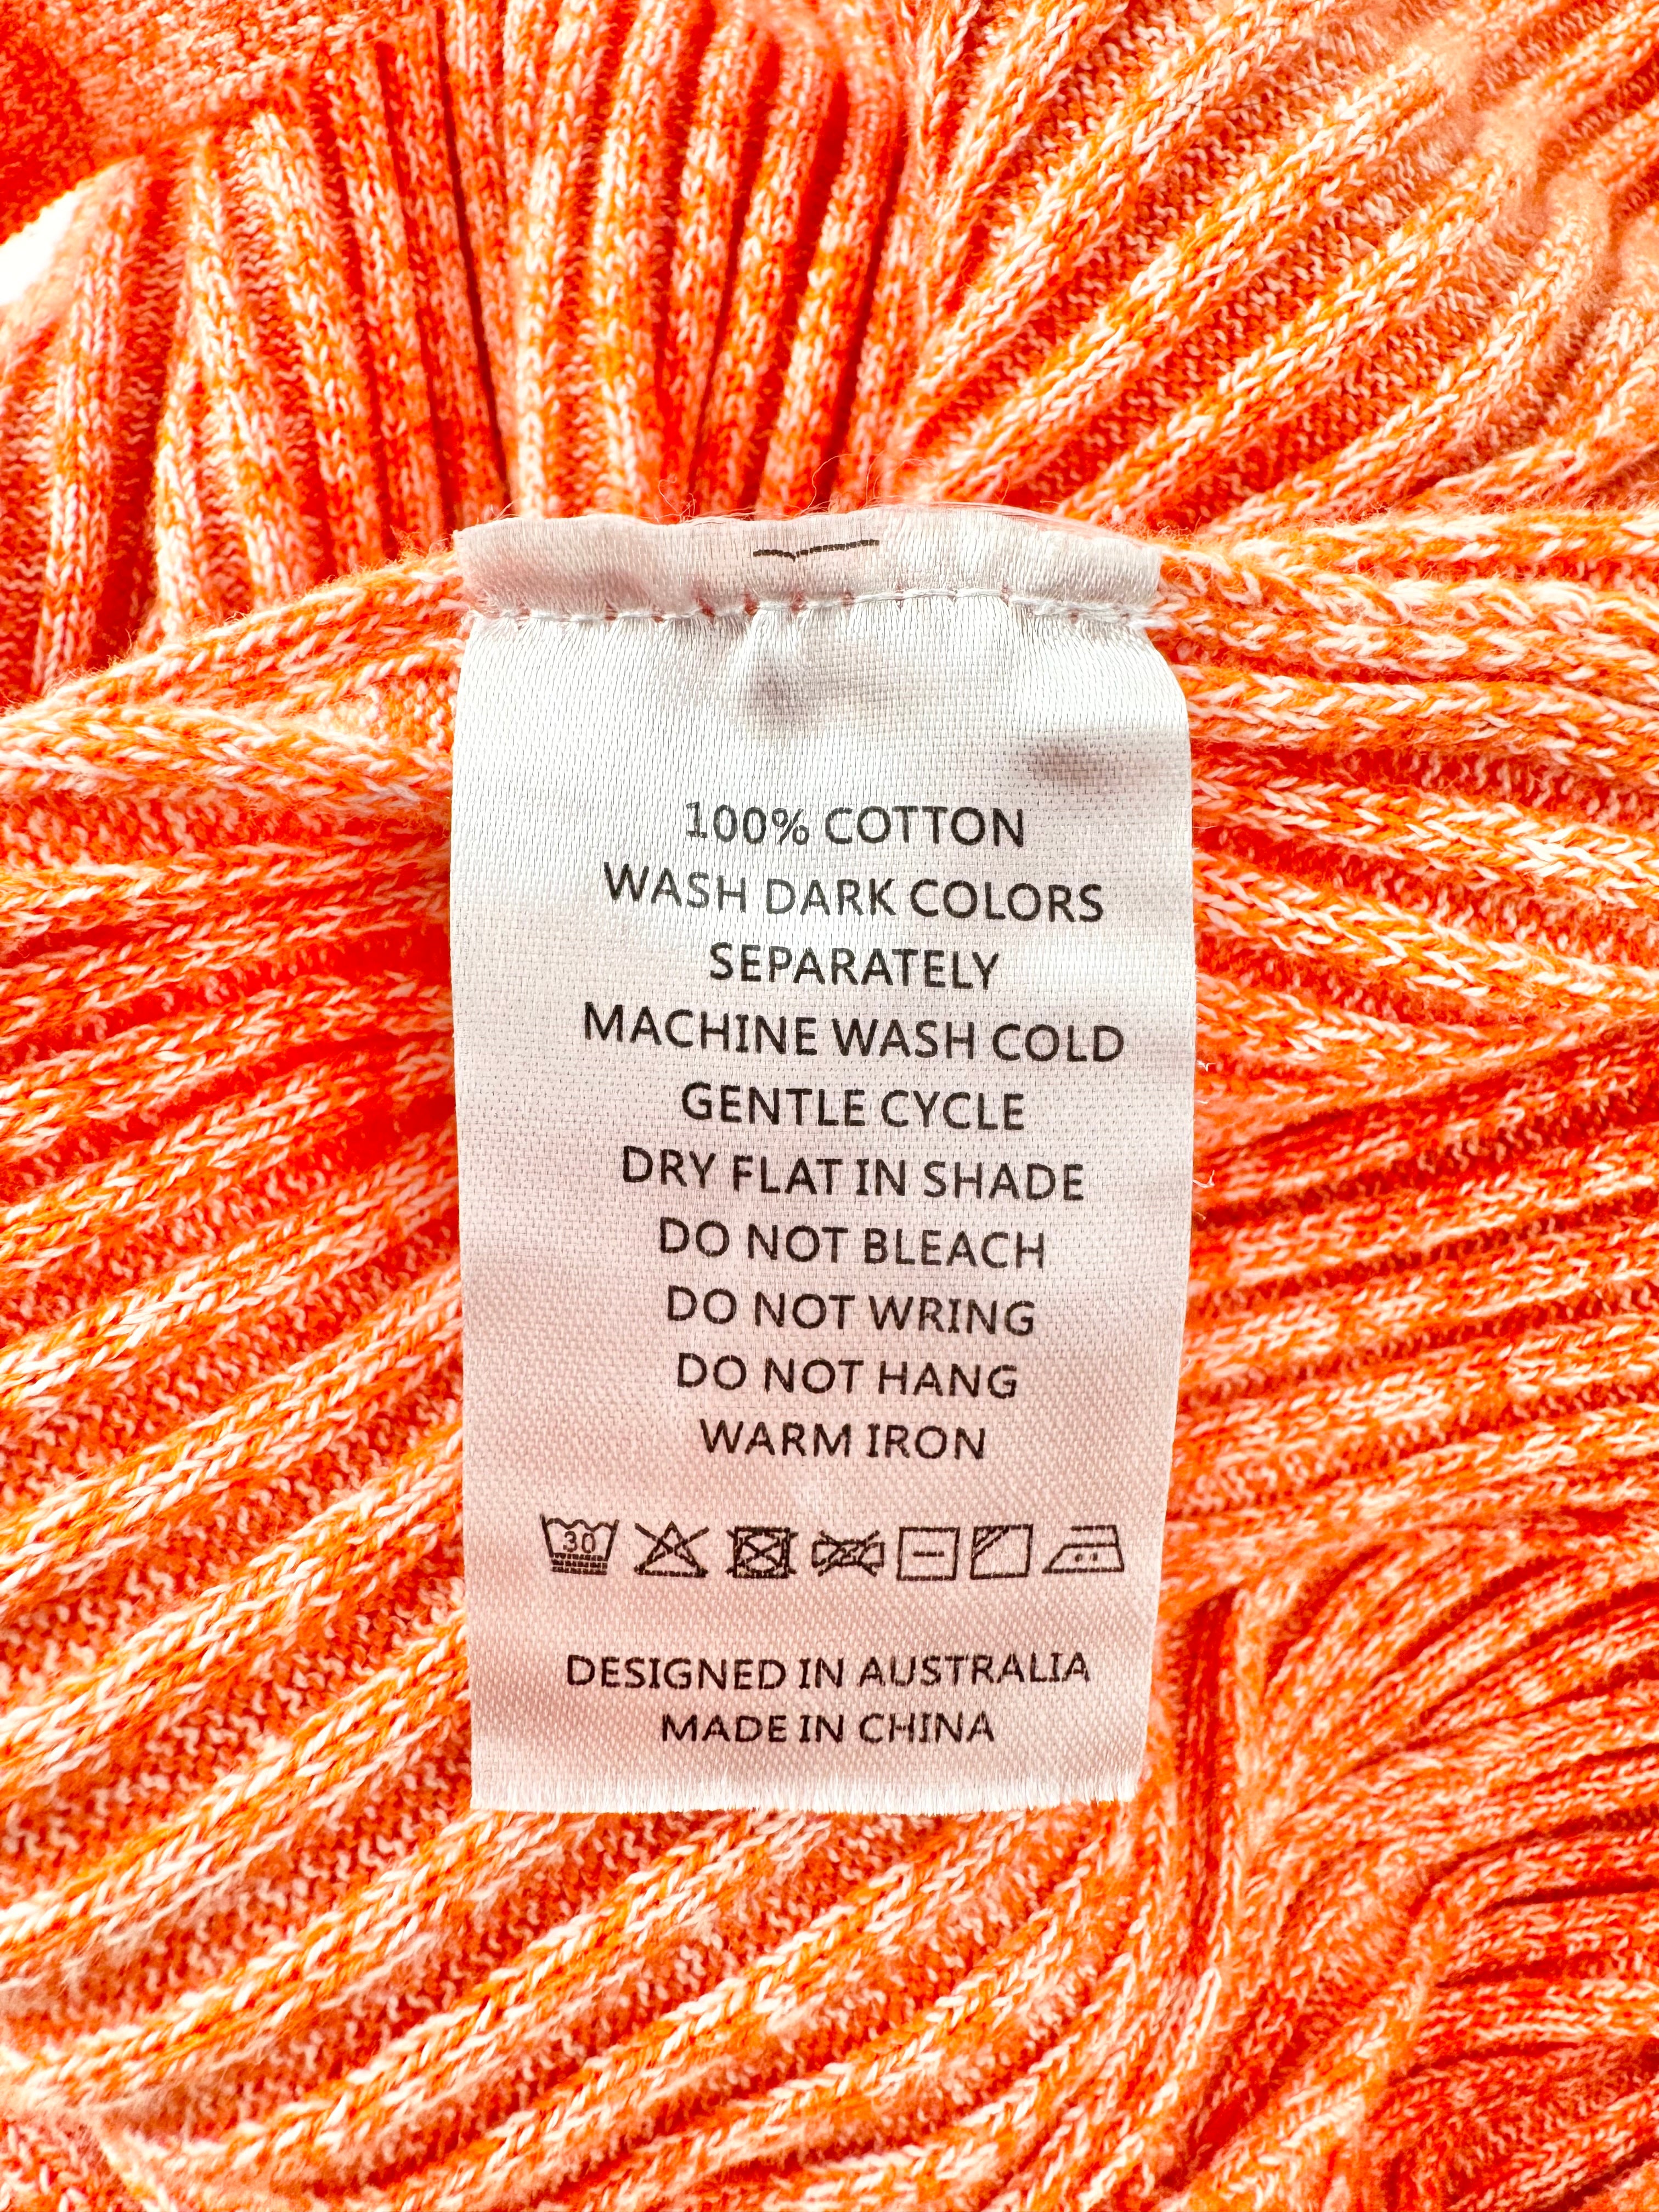 100% COTTON
WASH DARK COLORS
SEPARATELY
MACHINE WASH COLD
GENTLE CYCLE
DRY FLAT IN SHADE
DO NOT BLEACH
DO NOT WRING
DO NOT HANG
WARM IRON
30
DESIGNED IN AUSTRALIA
MADE IN CHINA